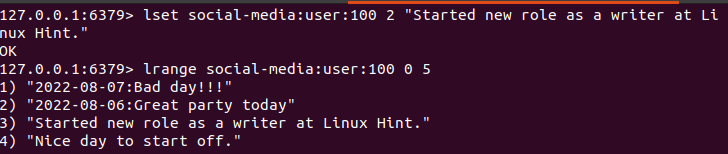 127.0.0.1:6379> lset social-media:user:100 2 "Started new role as a writer at Li
nux Hint."
OK
127.0.0.1:6379> lrange social-media:user:100 0 5
1) "2022-08-07:Bad day!!!"
2) "2022-08-06:Great party today"
3) "Started new role as a writer at Linux Hint."
4) "Nice day to start off."